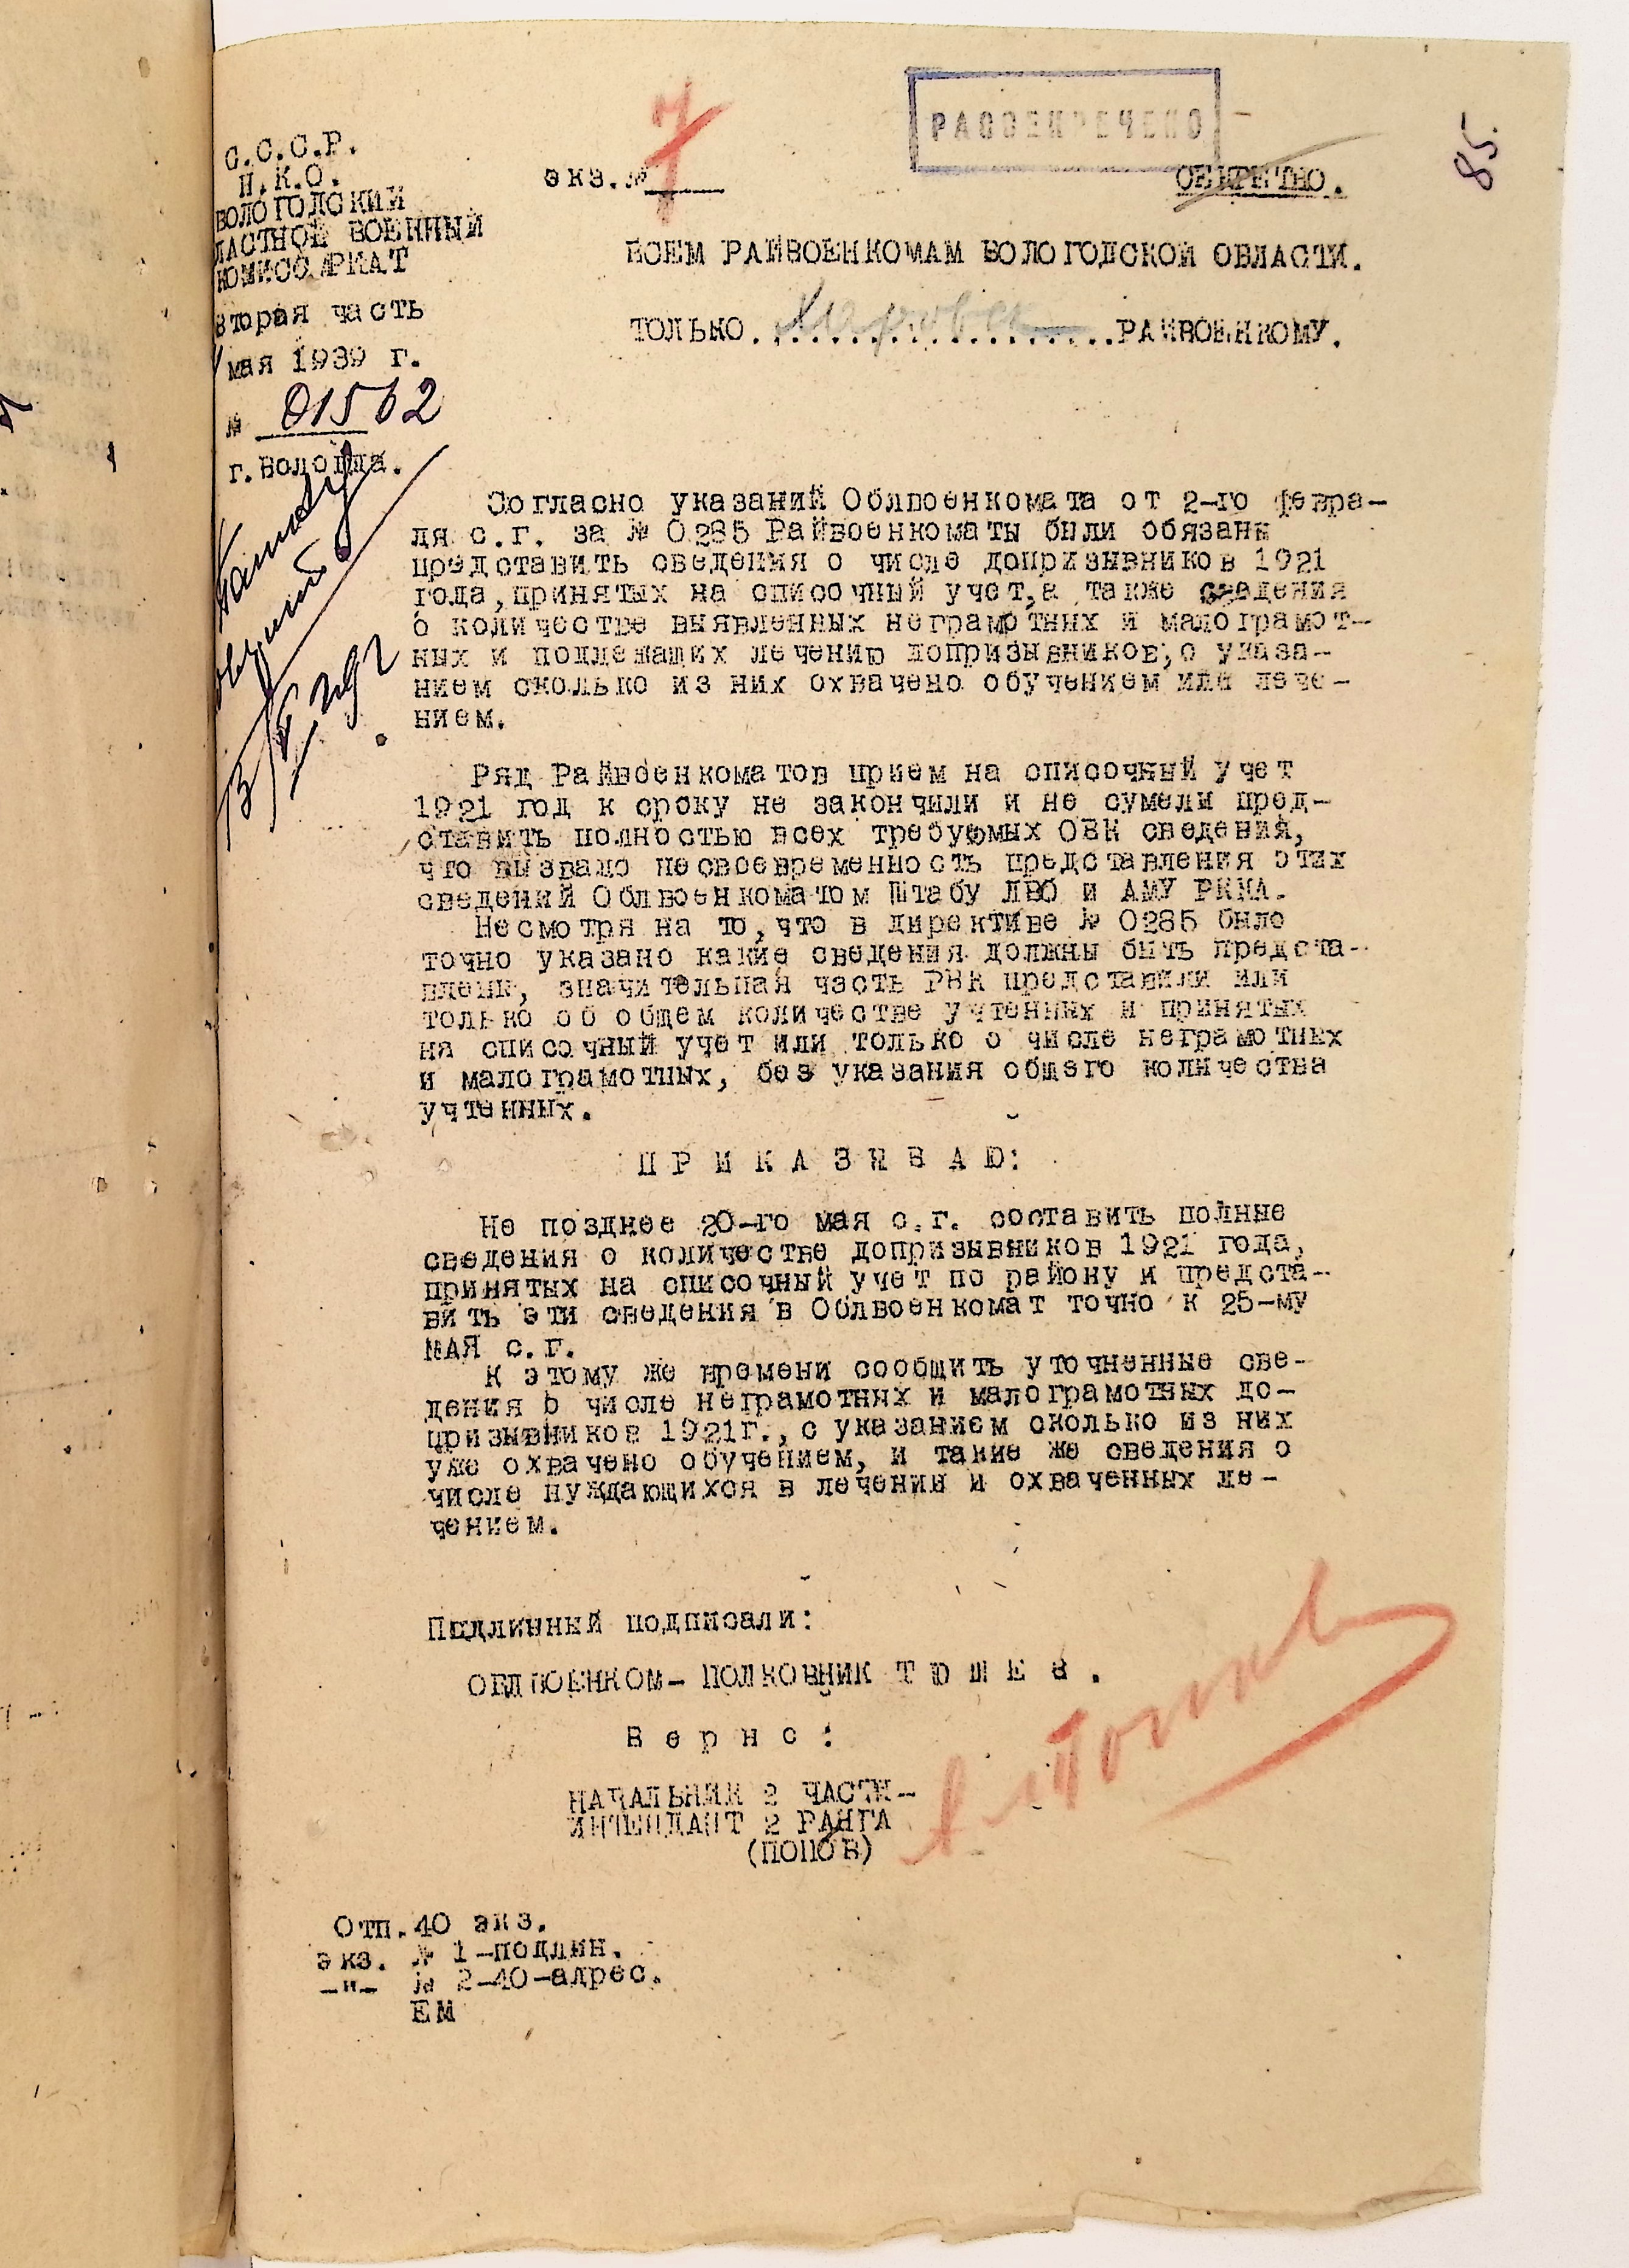 85.
РАССЕКРЕЧЕНО
С.С.С.Р.
Н.К.О.
ВОЛОГОДСКИЙ
ЛАСТНОЙ ВОЕННЫЙ
КОМИССАРИАТ
вторая часть
мая 1939 г.
№ 01562
г.Вологда.
экз.№ 7
СЕКРЕТНО.
ВСЕМ РАЙВОЕНКОМАМ ВОЛОГОДСКОЙ ОБЛАСТИ.
ТОЛЬКО....................РАЙВОЕНКОМУ.
Согласно указаний Облвоенкомата от 2-го февра-
ля с.г. за № 0285 Райвоенкоматы были обязаны
представить сведения о числе допризывников 1921
года,принятых на списочный учет,а также сведения
о количестве выявленных неграмотных и малограмот-
ных и подлежащих лечению допризывников,с указа-
нием сколько из них охвачено обучением или лече-
нием.
Ряд Райвоенкоматов прием на списочный учет
1921 год к сроку не закончили и не сумели пред-
ставить полностью всех требуемых ОВК сведения,
что вызвало несвоевременность представления этих
сведений Облвоенкоматом Штабу ЛВО и АМУ РККА.
Несмотря на то,что в директиве № 0285 было
точно указано какие сведения должны быть предста-
влены, значительная часть РВК представили или
только об общем количестве учтенных и принятых
на списочный учет или только о числе неграмотных
и малограмотных, без указания общего количества
учтенных.
П Р И К А З Ы В А Ю:
Не позднее 20-го мая с.г. составить полные
сведения о количестве допризывников 1921 года,
принятых на списочный учет по району и предста-
вить эти сведения в Облвоенкомат точно к 25-му
МАЯ с.г.
К этому же времени сообщить уточненные све-
дения о числе неграмотных и малограмотных до-
призывников 1921г.,с указанием сколько из них
уже охвачено обучением, и такие же сведения о
числе нуждающихся в лечении и охваченных ле-
чением.
Подлинный подписали:
ОБЛВОЕНКОМ- ПОЛКОВНИК Т Ю Ш Е В .
В е р н о :
НАЧАЛЬНИК 2 ЧАСТИ-
ИНТЕНДАНТ 2 РАНГА
(ПОПОВ)
Отп.40 экз.
экз. № 1-подлин.
-"- № 2-40-адрес.
ЕМ